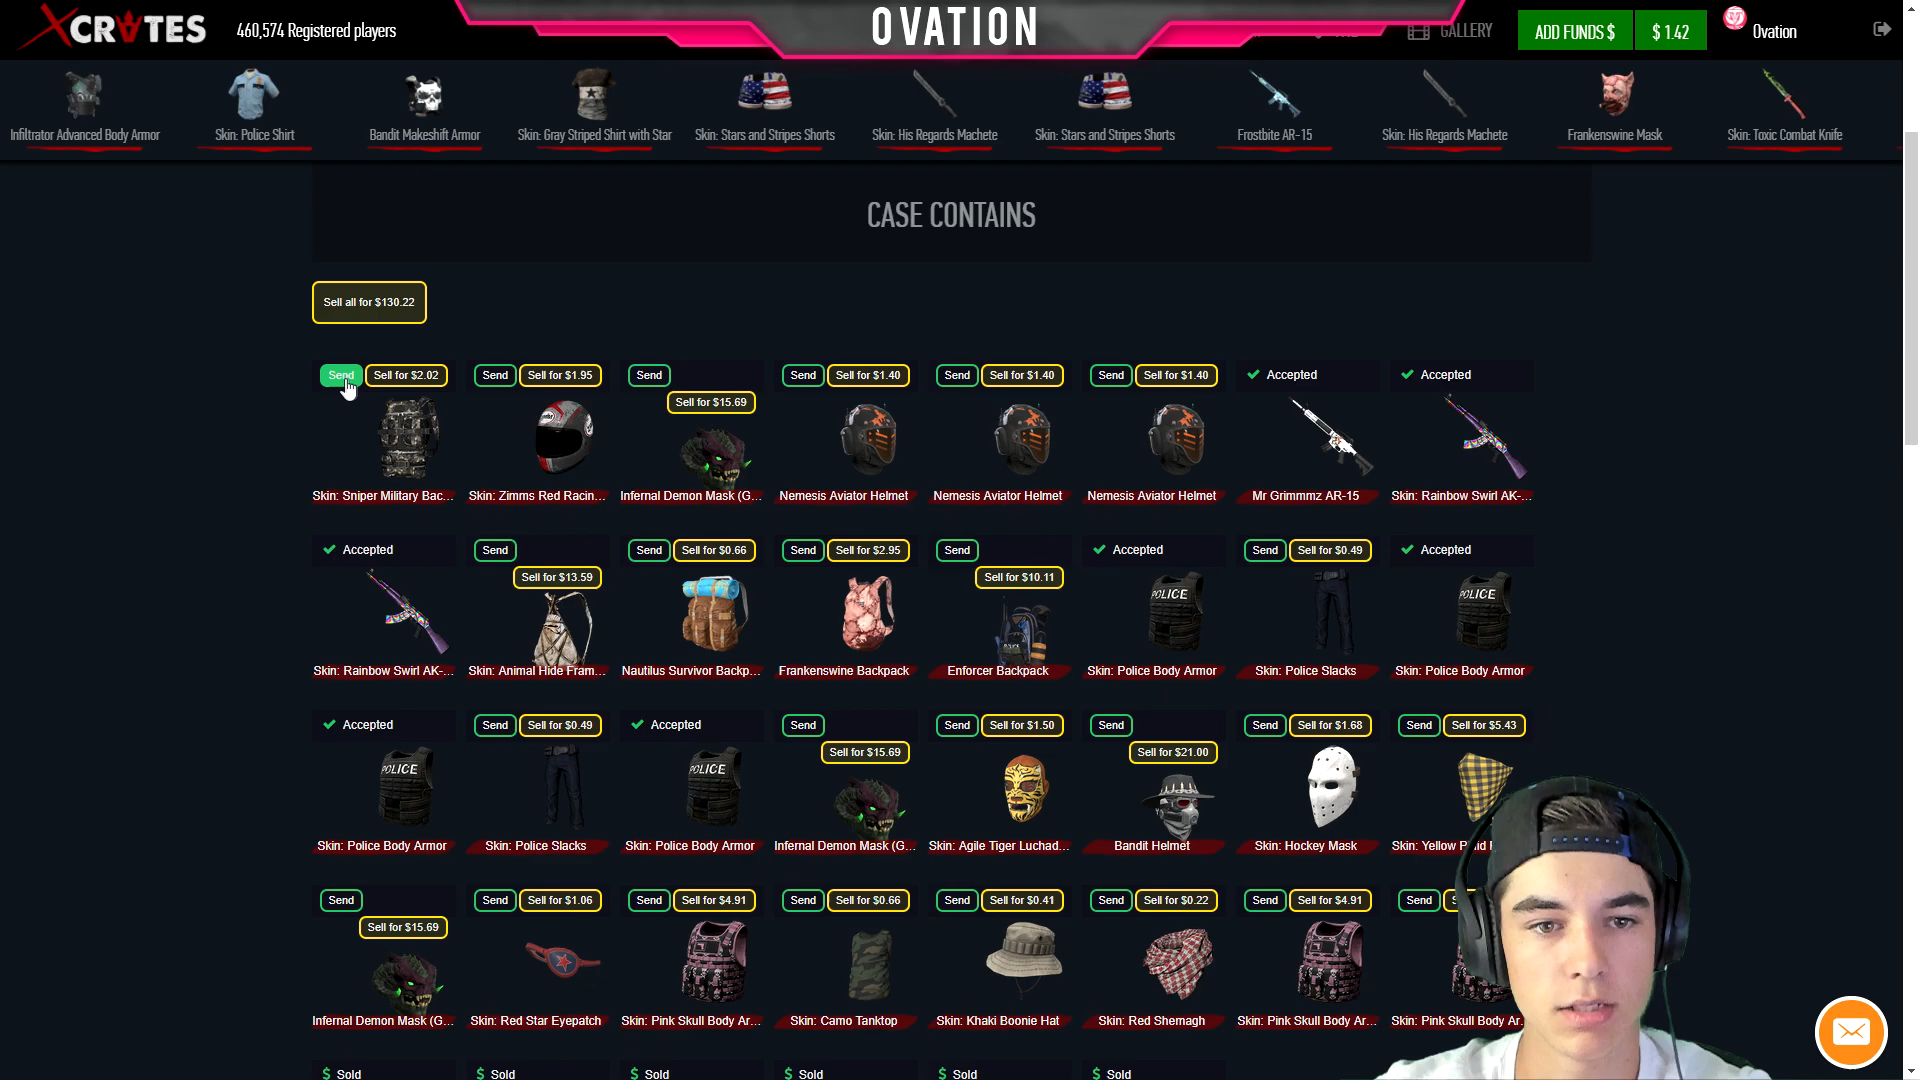 XCRATES
460,574 Registered players
OVATION
GALLERY
ADD FUNDS $
$ 1.42
Ovation
Infiltrator Advanced Body Armor
Skin: Police Shirt
Bandit Makeshift Armor
Skin: Gray Striped Shirt with Star
Skin: Stars and Stripes Shorts
Skin: His Regards Machete
Skin: Stars and Stripes Shorts
Frostbite AR-15
Skin: His Regards Machete
Frankenswine Mask
Skin: Toxic Combat Knife
CASE CONTAINS
Sell all for $130.22
Send Sell for $2.02
Send Sell for $1.95
Send
Sell for $15.69
Send Sell for $1.40
Send Sell for $1.40
Send Sell for $1.40
Accepted
Accepted
Skin: Sniper Military Bac...
Skin: Zimms Red Racin...
Infernal Demon Mask (G...
Nemesis Aviator Helmet
Nemesis Aviator Helmet
Nemesis Aviator Helmet
Mr Grimmmz AR-15
Skin: Rainbow Swirl AK-...
Accepted
Send
Sell for $13.59
Send Sell for $0.66
Send Sell for $2.95
Send
Sell for $10.11
Accepted
Send Sell for $0.49
Accepted
POLICE
POLICE
Skin: Rainbow Swirl AK-...
Skin: Animal Hide Fram...
Nautilus Survivor Backp...
Frankenswine Backpack
Enforcer Backpack
Skin: Police Body Armor
Skin: Police Slacks
Skin: Police Body Armor
Accepted
Send Sell for $0.49
Accepted
Send
Sell for $15.69
Send Sell for $1.50
Send
Sell for $21.00
Send Sell for $1.68
Send Sell for $5.43
POLICE
POLICE
Skin: Police Body Armor
Skin: Police Slacks
Skin: Police Body Armor
Infernal Demon Mask (G...
Skin: Agile Tiger Luchad...
Bandit Helmet
Skin: Hockey Mask
Skin: Yellow
Send
Sell for $15.69
Send Sell for $1.06
Send Sell for $4.91
Send Sell for $0.66
Send Sell for $0.41
Send Sell for $0.22
Send Sell for $4.91
Send
Infernal Demon Mask (G...
Skin: Red Star Eyepatch
Skin: Pink Skull Body Ar...
Skin: Camo Tanktop
Skin: Khaki Boonie Hat
Skin: Red Shemagh
Skin: Pink Skull Body Ar...
Skin: Pink Skull Body Ar...
$ Sold
$ Sold
$ Sold
$ Sold
$ Sold
$ Sold